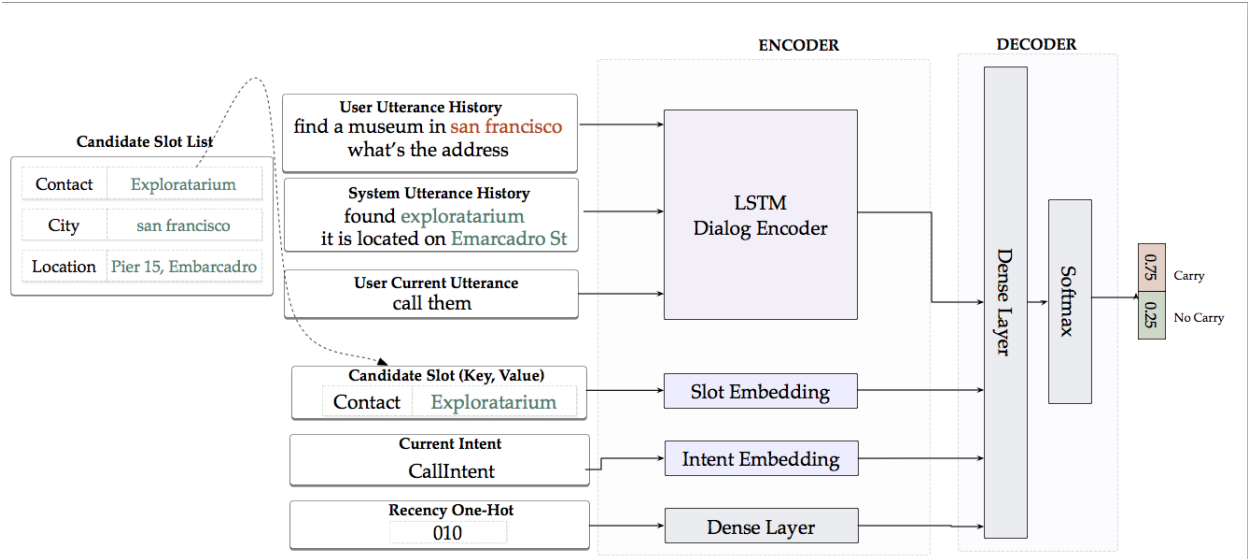 ENCODER
DECODER
Candidate Slot List
Contact Exploratarium
City san francisco
Location Pier 15, Embarcadro
User Utterance History
find a museum in san francisco
what's the address
System Utterance History
found exploratarium
it is located on Emarcadro St
User Current Utterance
call them
Candidate Slot (Key, Value)
Contact Exploratarium
Current Intent
CallIntent
Recency One-Hot
010
LSTM
Dialog Encoder
Slot Embedding
Intent Embedding
Dense Layer
Dense Layer
Softmax
0.75 Carry
0.25 No Carry